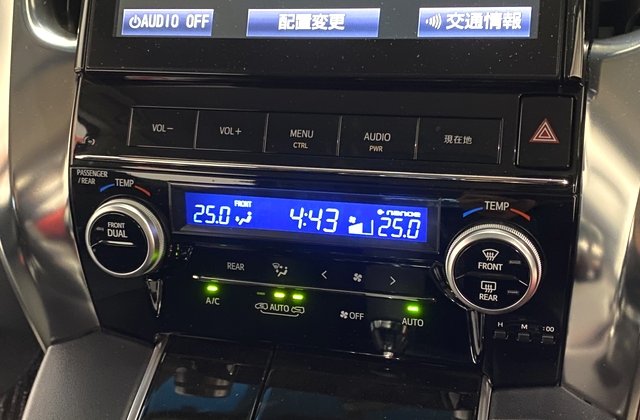 AUDIO OFF 配置変更 交通情報
VOL− VOL+ MENU CTRL AUDIO PWR 現在地
PASSENGER /REAR
TEMP
FRONT DUAL
25.0 FRONT 4:43 nanoe 25.0
TEMP
FRONT
REAR
REAR < >
A/C AUTO OFF AUTO
H M :00